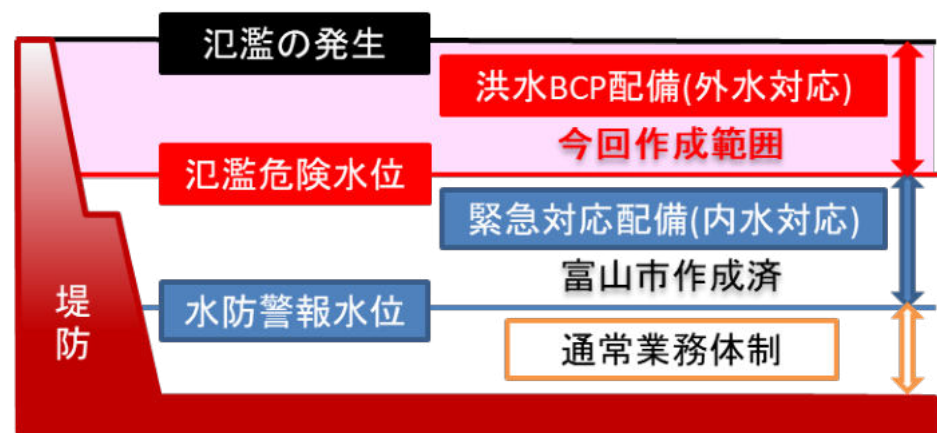 氾濫の発生
洪水BCP配備(外水対応)
今回作成範囲
氾濫危険水位
緊急対応配備(内水対応)
富山市作成済
堤防
水防警報水位
通常業務体制